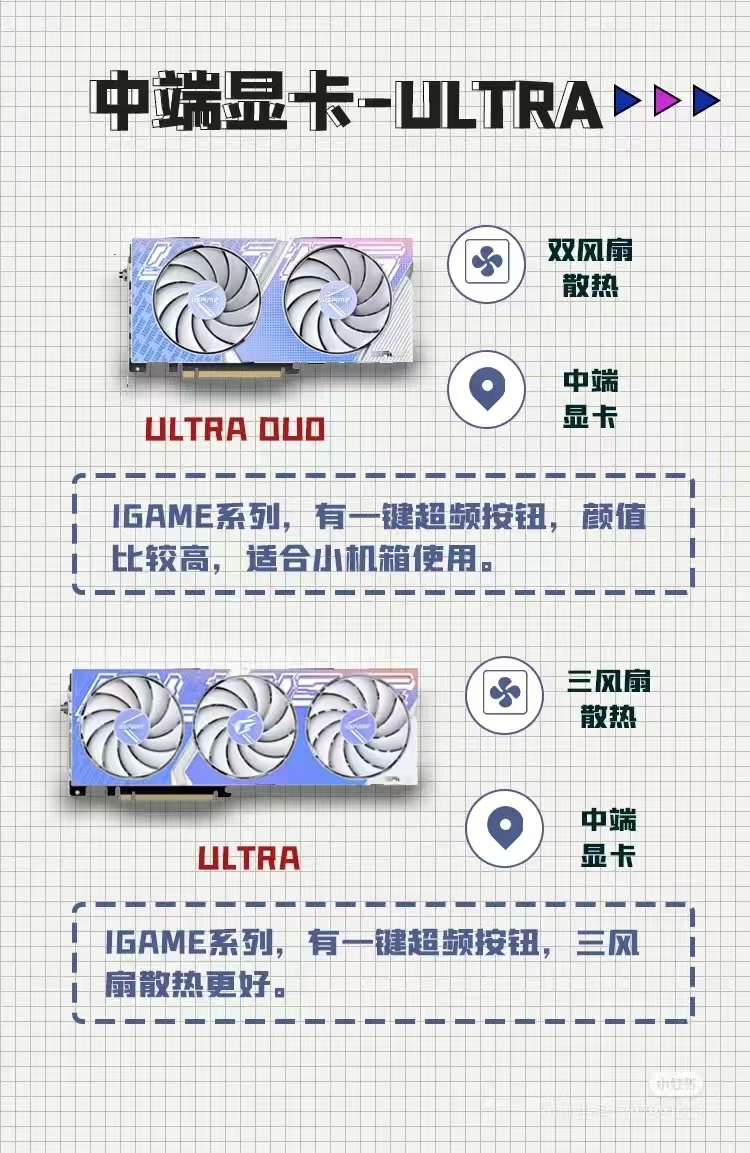 中端显卡-ULTRA
双风扇
散热
中端
显卡
ULTRA DUO
IGAME系列，有一键超频按钮，颜值
比较高，适合小机箱使用。
三风扇
散热
中端
显卡
ULTRA
IGAME系列，有一键超频按钮，三风
扇散热更好。
小红书